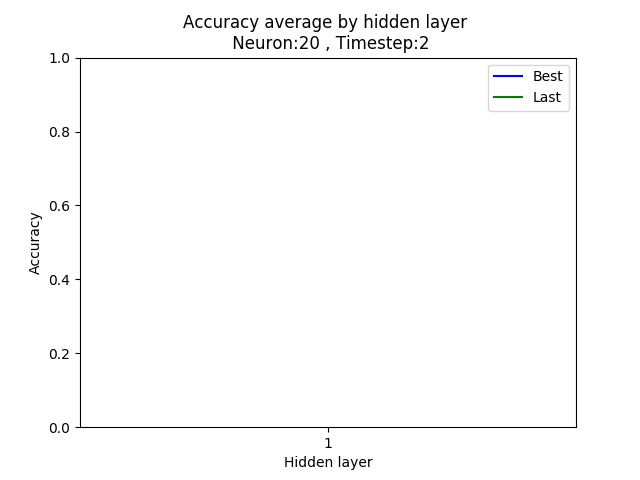 Accuracy average by hidden layer
Neuron:20 , Timestep:2
1.0
Best
Last
0.8
0.6
Accuracy
0.4
0.2
0.0
1
Hidden layer